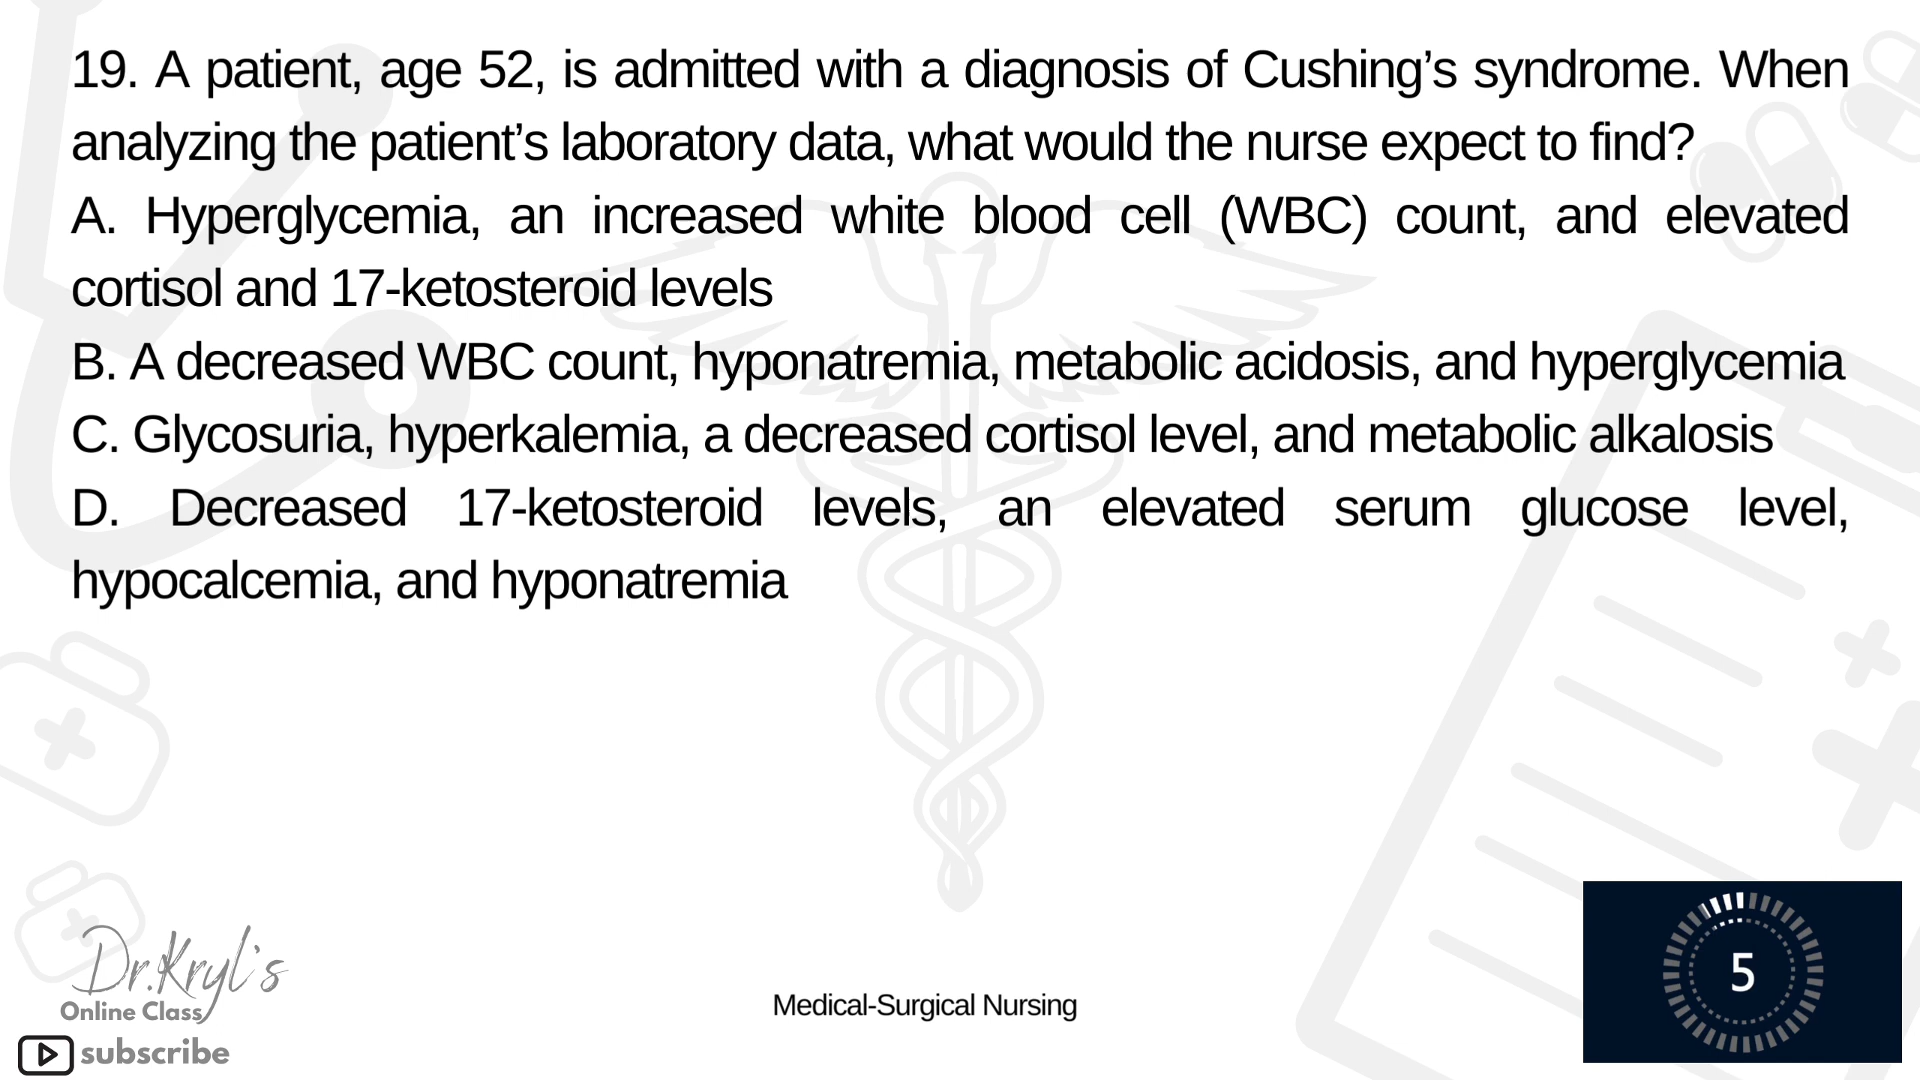 19. A patient, age 52, is admitted with a diagnosis of Cushing’s syndrome. When
analyzing the patient’s laboratory data, what would the nurse expect to find?
A. Hyperglycemia, an increased white blood cell (WBC) count, and elevated
cortisol and 17-ketosteroid levels
B. A decreased WBC count, hyponatremia, metabolic acidosis, and hyperglycemia
C. Glycosuria, hyperkalemia, a decreased cortisol level, and metabolic alkalosis
D. Decreased 17-ketosteroid levels, an elevated serum glucose level,
hypocalcemia, and hyponatremia
Dr.Kryl's
Online Class
subscribe
Medical-Surgical Nursing
5